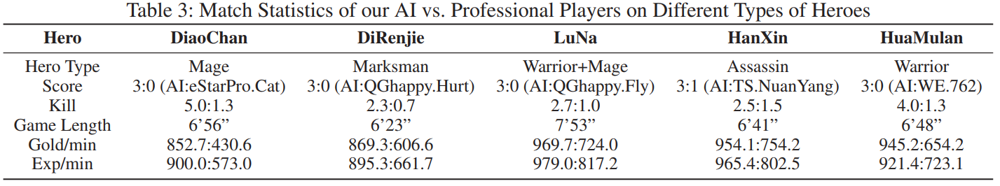 Table 3: Match Statistics of our AI vs. Professional Players on Different Types of Heroes
Hero DiaoChan DiRenjie LuNa HanXin HuaMulan
Hero Type Mage Marksman Warrior+Mage Assassin Warrior
Score 3:0 (AI:eStarPro.Cat) 3:0 (AI:QGhappy.Hurt) 3:0 (AI:QGhappy.Fly) 3:1 (AI:TS.NuanYang) 3:0 (AI:WE.762)
Kill 5.0:1.3 2.3:0.7 2.7:1.0 2.5:1.5 4.0:1.3
Game Length 6’56” 6’23” 7’53” 6’41” 6’48”
Gold/min 852.7:430.6 869.3:606.6 969.7:724.0 954.1:754.2 945.2:654.2
Exp/min 900.0:573.0 895.3:661.7 979.0:817.2 965.4:802.5 921.4:723.1